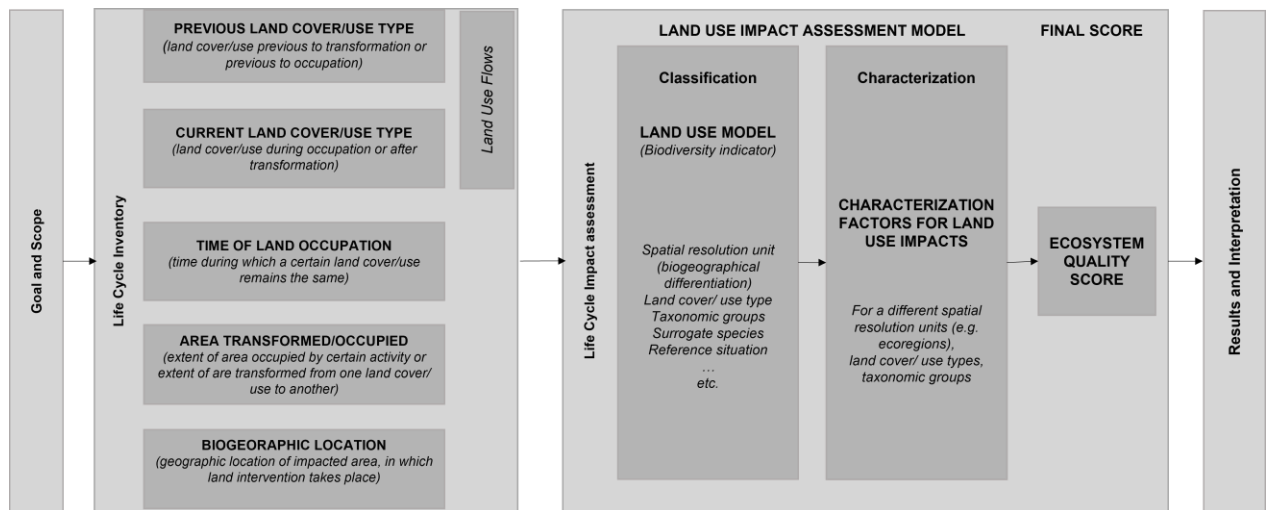 Goal and Scope
Life Cycle Inventory
PREVIOUS LAND COVER/USE TYPE
(land cover/use previous to transformation or
previous to occupation)
CURRENT LAND COVER/USE TYPE
(land cover/use during occupation or after
transformation)
Land Use Flows
TIME OF LAND OCCUPATION
(time during which a certain land cover/use
remains the same)
AREA TRANSFORMED/OCCUPIED
(extent of area occupied by certain activity or
extent of are transformed from one land cover/
use to another)
BIOGEOGRAPHIC LOCATION
(geographic location of impacted area, in which
land intervention takes place)
Life Cycle Impact assessment
LAND USE IMPACT ASSESSMENT MODEL
Classification
LAND USE MODEL
(Biodiversity indicator)
Spatial resolution unit
(biogeographical
differentiation)
Land cover/ use type
Taxonomic groups
Surrogate species
Reference situation
...
etc.
Characterization
CHARACTERIZATION
FACTORS FOR LAND
USE IMPACTS
For a different spatial
resolution units (e.g.
ecoregions),
land cover/ use types,
taxonomic groups
FINAL SCORE
ECOSYSTEM
QUALITY
SCORE
Results and Interpretation